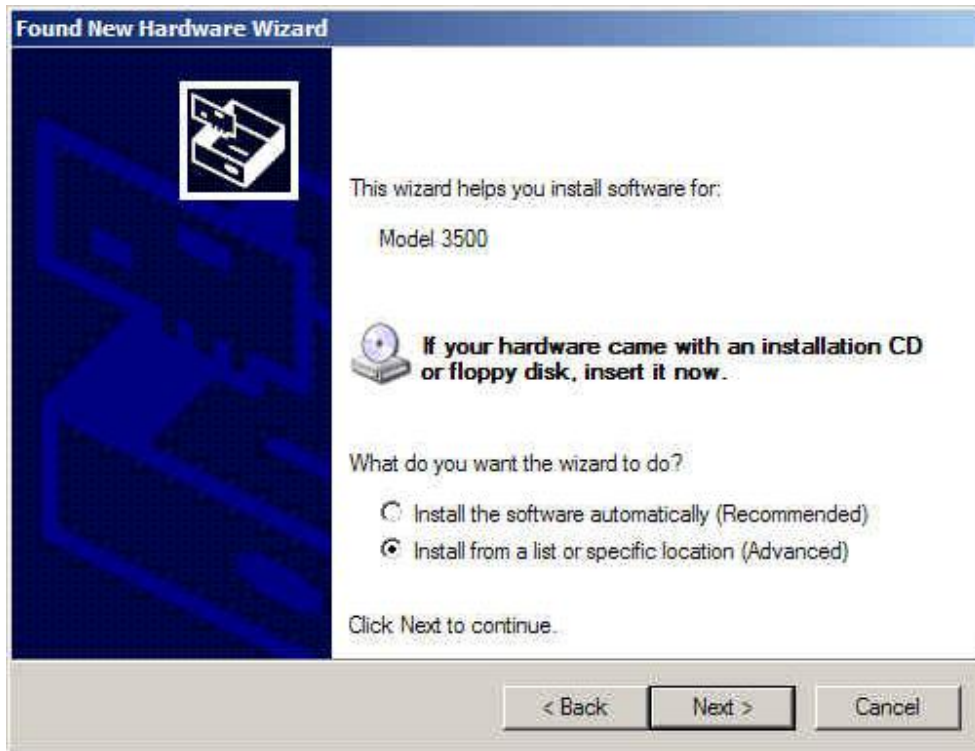 Found New Hardware Wizard
This wizard helps you install software for:
Model 3500
If your hardware came with an installation CD
or floppy disk, insert it now.
What do you want the wizard to do?
Install the software automatically (Recommended)
Install from a list or specific location (Advanced)
Click Next to continue.
< Back Next > Cancel